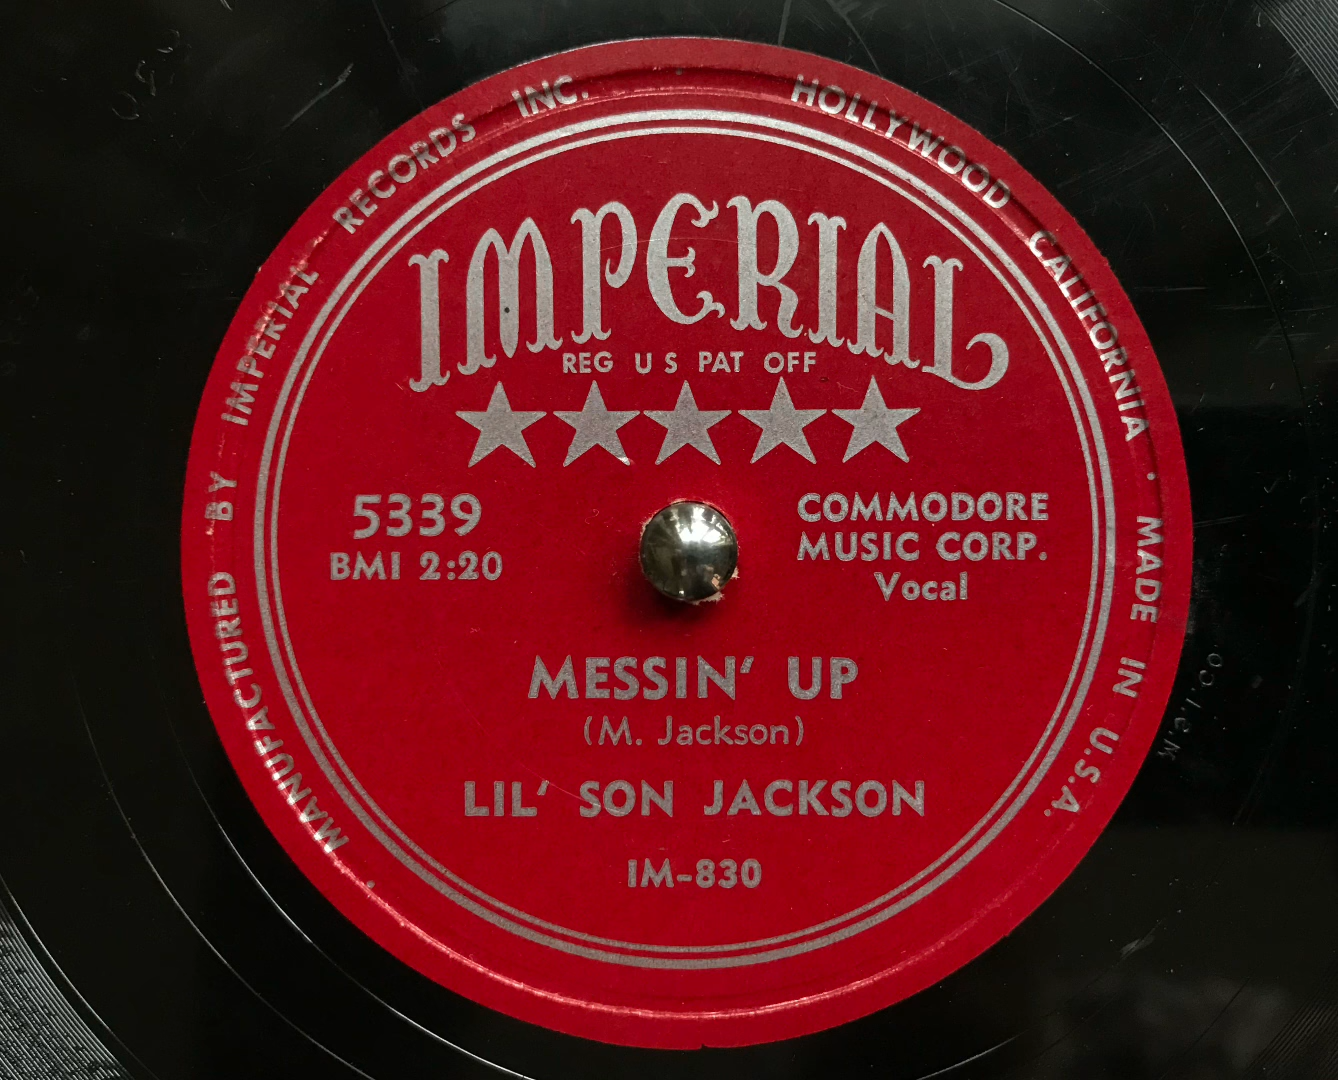 MANUFACTURED BY IMPERIAL RECORDS INC. HOLLYWOOD CALIFORNIA · MADE IN U.S.A. ·
IMPERIAL
REG U S PAT OFF
5339
BMI 2:20
COMMODORE
MUSIC CORP.
Vocal
MESSIN' UP
(M. Jackson)
LIL' SON JACKSON
IM-830